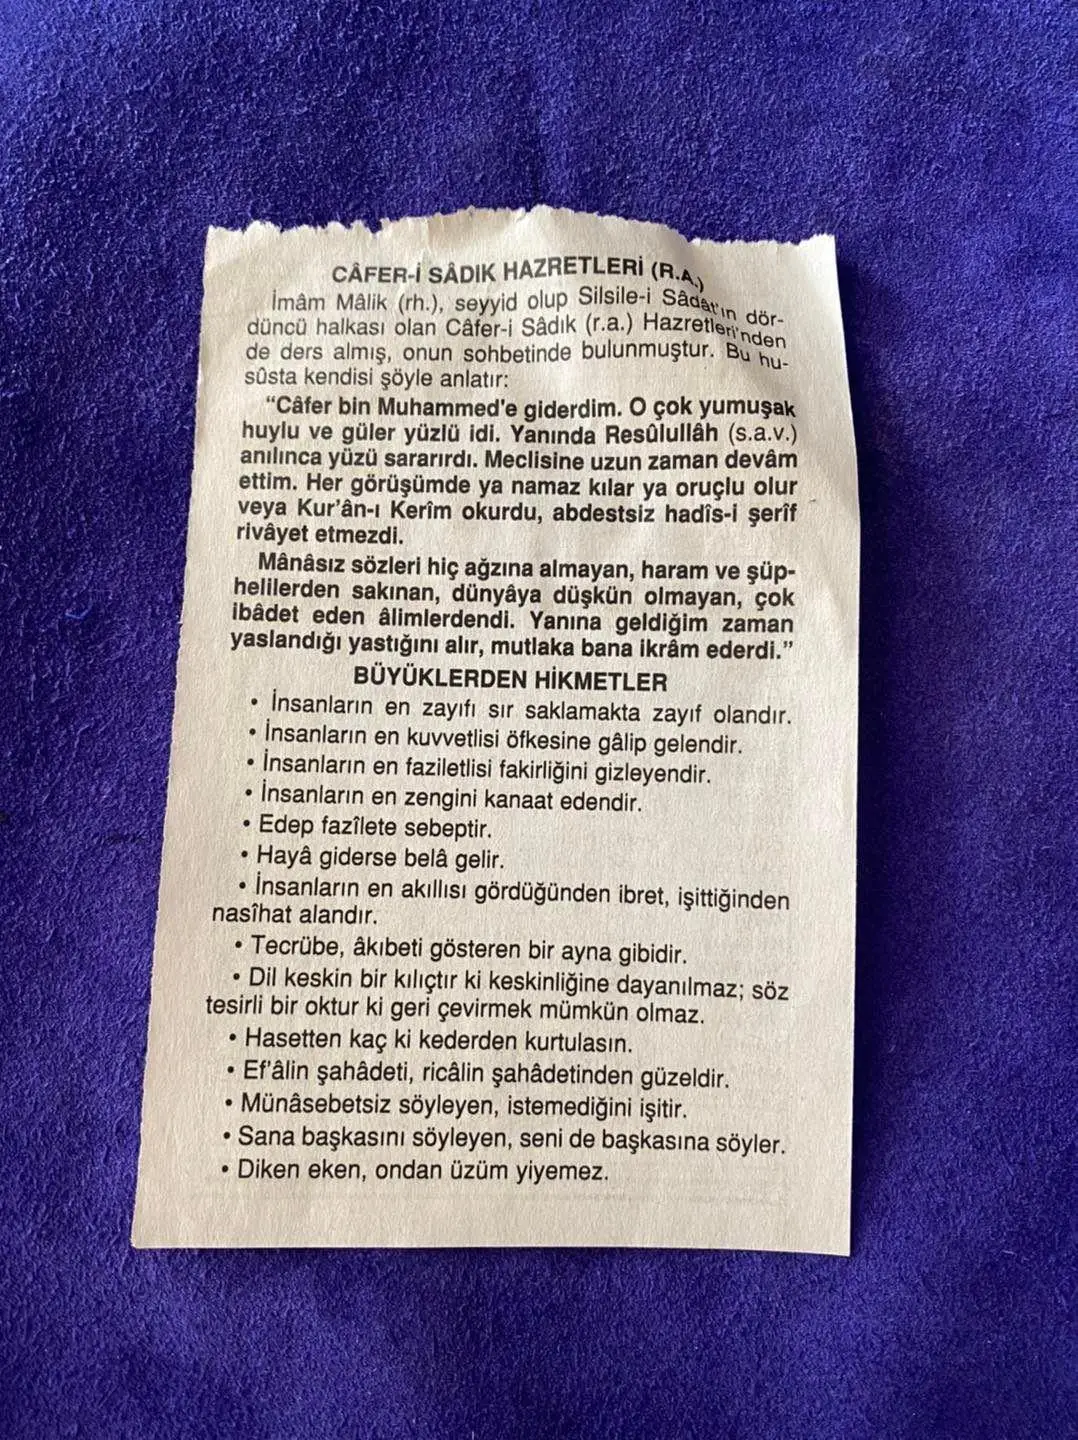 CÂFER-İ SÂDIK HAZRETLERİ (R.A.)
İmâm Mâlik (rh.), seyyid olup Silsile-i Sâdât'ın dör-
düncü halkası olan Câfer-i Sâdık (r.a.) Hazretleri'nden
de ders almış, onun sohbetinde bulunmuştur. Bu hu-
sûsta kendisi şöyle anlatır:
“Câfer bin Muhammed'e giderdim. O çok yumuşak
huylu ve güler yüzlü idi. Yanında Resûlullâh (s.a.v.)
anılınca yüzü sararırdı. Meclisine uzun zaman devâm
ettim. Her görüşümde ya namaz kılar ya oruçlu olur
veya Kur’ân-ı Kerîm okurdu, abdestsiz hadîs-i şerîf
rivâyet etmezdi.
Mânâsız sözleri hiç ağzına almayan, haram ve şüp-
helilerden sakınan, dünyâya düşkün olmayan, çok
ibâdet eden âlimlerdendi. Yanına geldiğim zaman
yaslandığı yastığını alır, mutlaka bana ikrâm ederdi.”
BÜYÜKLERDEN HİKMETLER
• İnsanların en zayıfı sır saklamakta zayıf olandır.
• İnsanların en kuvvetlisi öfkesine gâlip gelendir.
• İnsanların en faziletlisi fakirliğini gizleyendir.
• İnsanların en zengini kanaat edendir.
• Edep fazîlete sebeptir.
• Hayâ giderse belâ gelir.
• İnsanların en akıllısı gördüğünden ibret, işittiğinden
nasîhat alandır.
• Tecrübe, âkıbeti gösteren bir ayna gibidir.
• Dil keskin bir kılıçtır ki keskinliğine dayanılmaz; söz
tesirli bir oktur ki geri çevirmek mümkün olmaz.
• Hasetten kaç ki kederden kurtulasın.
• Ef’âlin şahâdeti, ricâlin şahâdetinden güzeldir.
• Münâsebetsiz söyleyen, istemediğini işitir.
• Sana başkasını söyleyen, seni de başkasına söyler.
• Diken eken, ondan üzüm yiyemez.